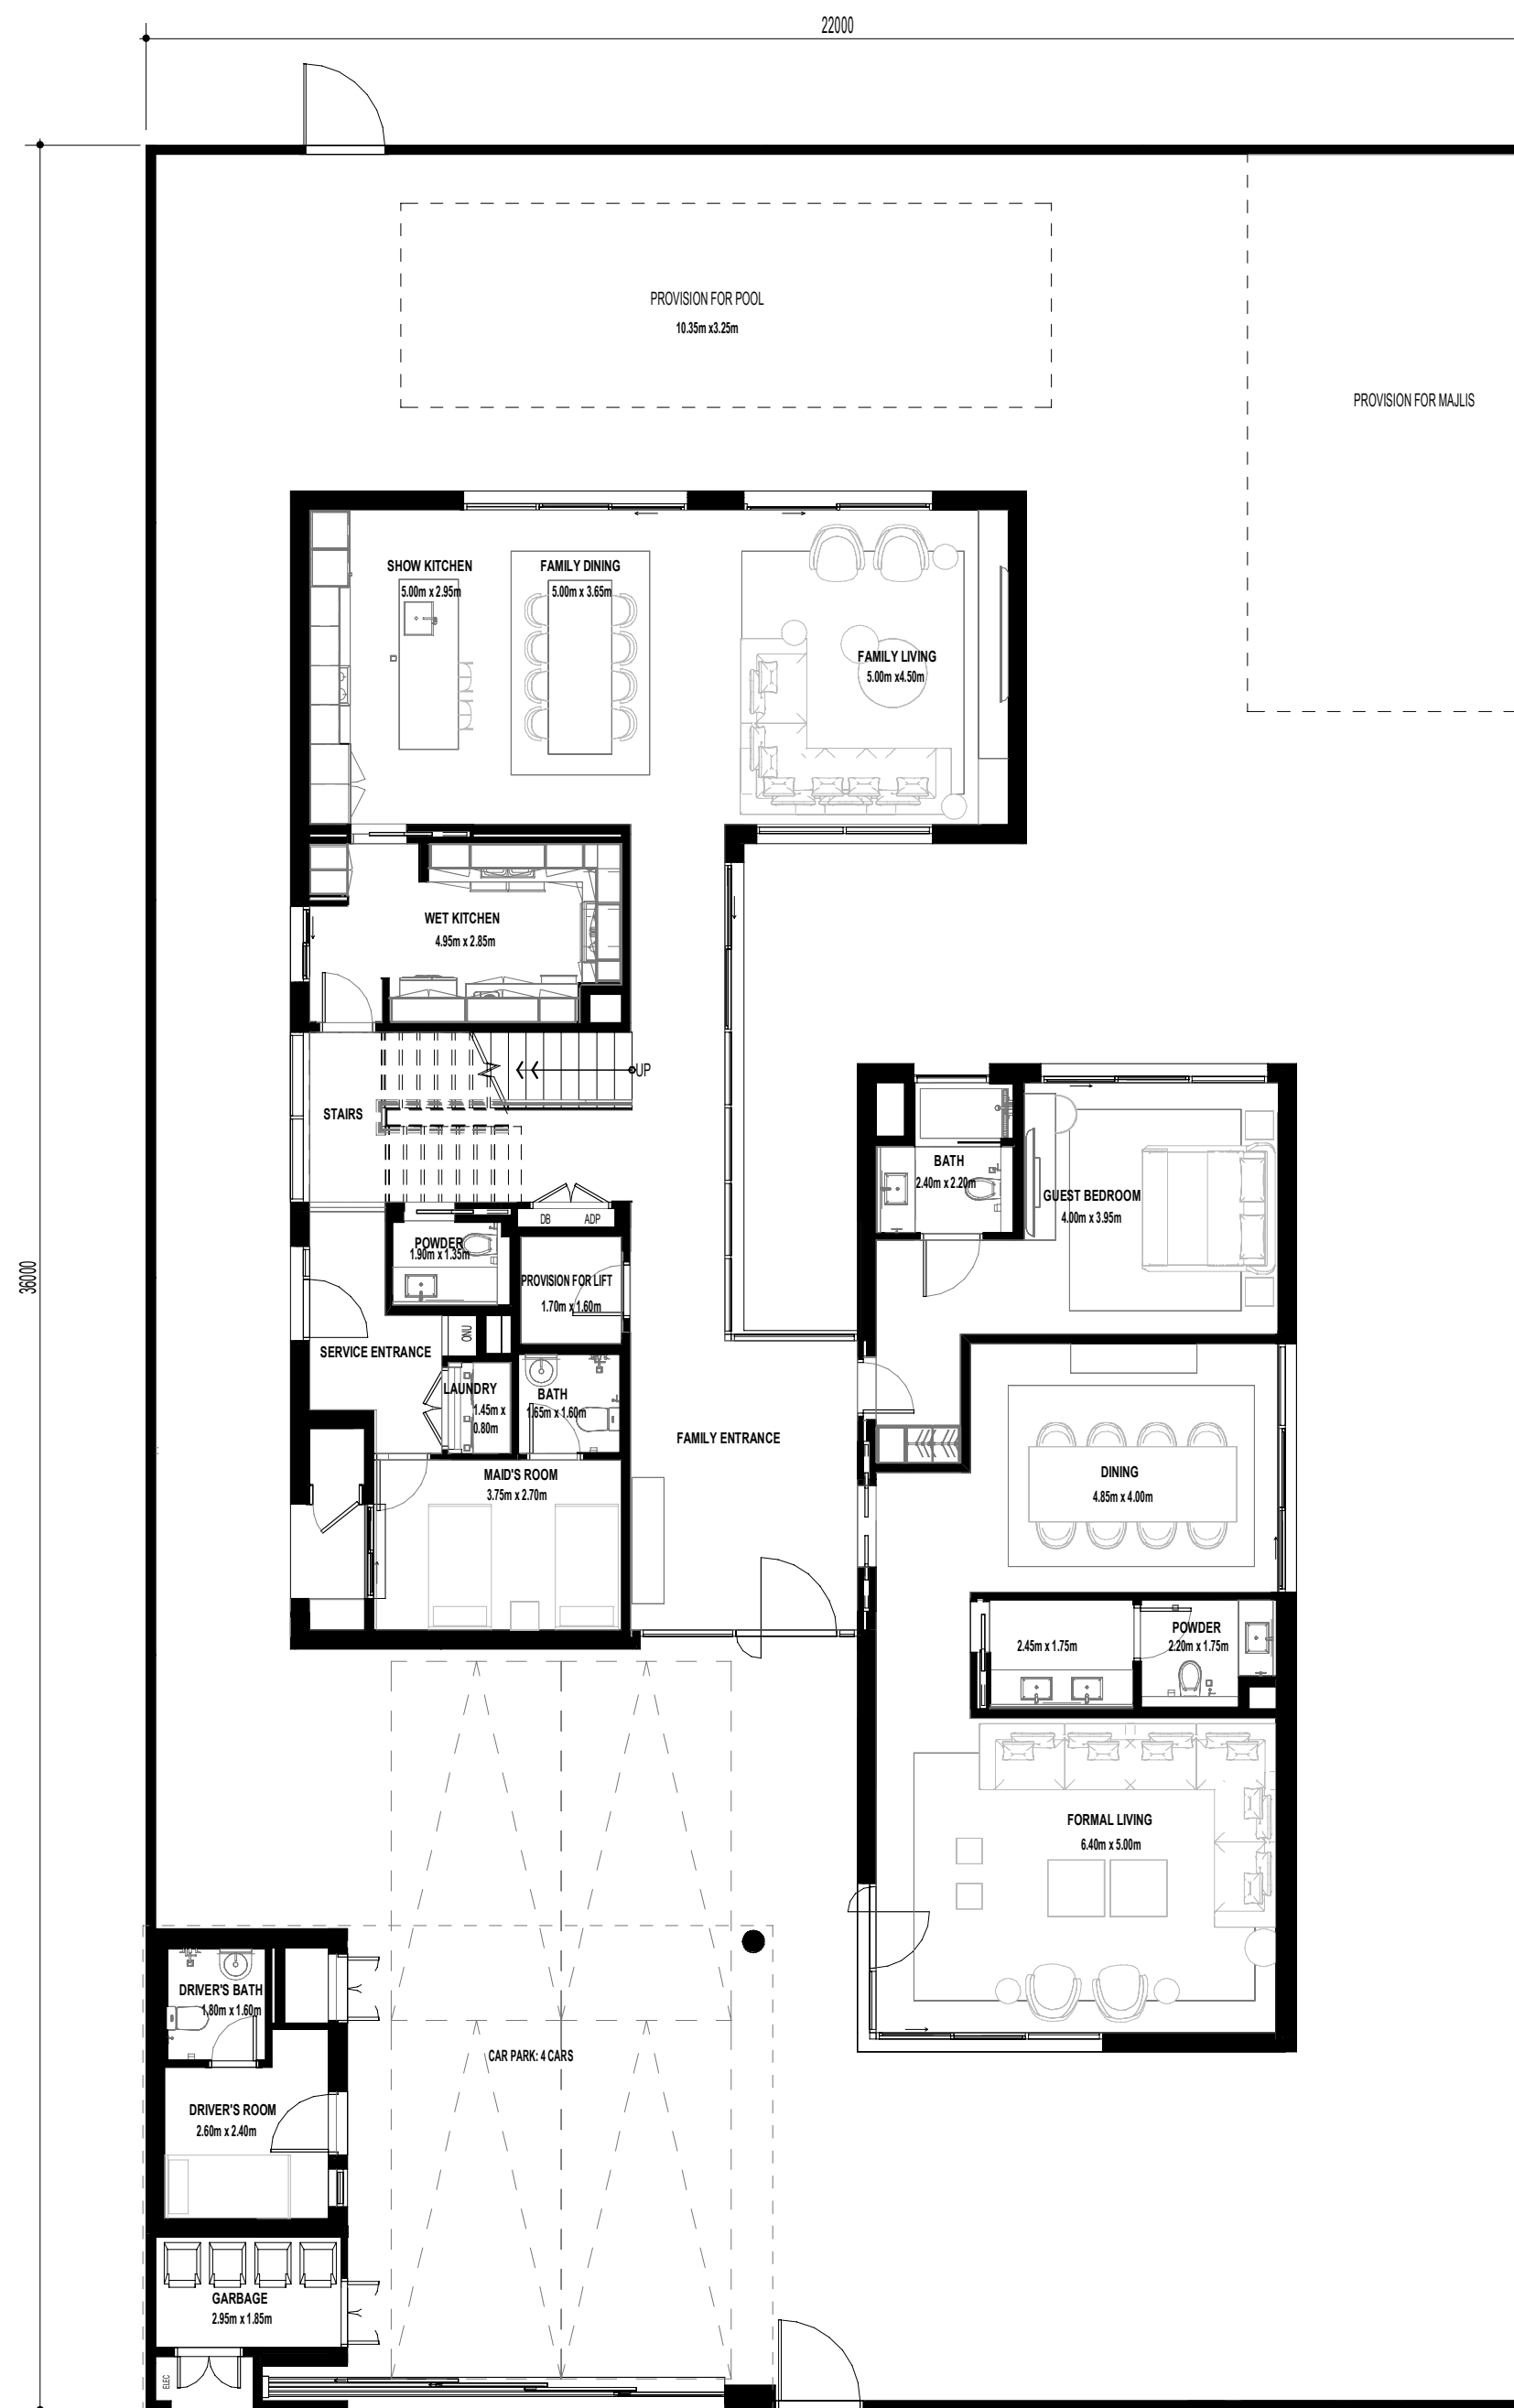 22000
36000
PROVISION FOR POOL
10.35m x3.25m
PROVISION FOR MAJLIS
SHOW KITCHEN
5.00m x 2.95m
FAMILY DINING
5.00m x 3.65m
FAMILY LIVING
5.00m x4.50m
WET KITCHEN
4.95m x 2.85m
UP
STAIRS
BATH
2.40m x 2.20m
GUEST BEDROOM
4.00m x 3.95m
DB
ADP
POWDER
1.90m x 1.35m
PROVISION FOR LIFT
1.70m x 1.60m
ONU
SERVICE ENTRANCE
LAUNDRY
1.45m x
0.80m
BATH
1.65m x 1.60m
FAMILY ENTRANCE
MAID'S ROOM
3.75m x 2.70m
DINING
4.85m x 4.00m
2.45m x 1.75m
POWDER
2.20m x 1.75m
FORMAL LIVING
6.40m x 5.00m
DRIVER'S BATH
1.80m x 1.60m
CAR PARK: 4 CARS
DRIVER'S ROOM
2.60m x 2.40m
GARBAGE
2.95m x 1.85m
ELEC